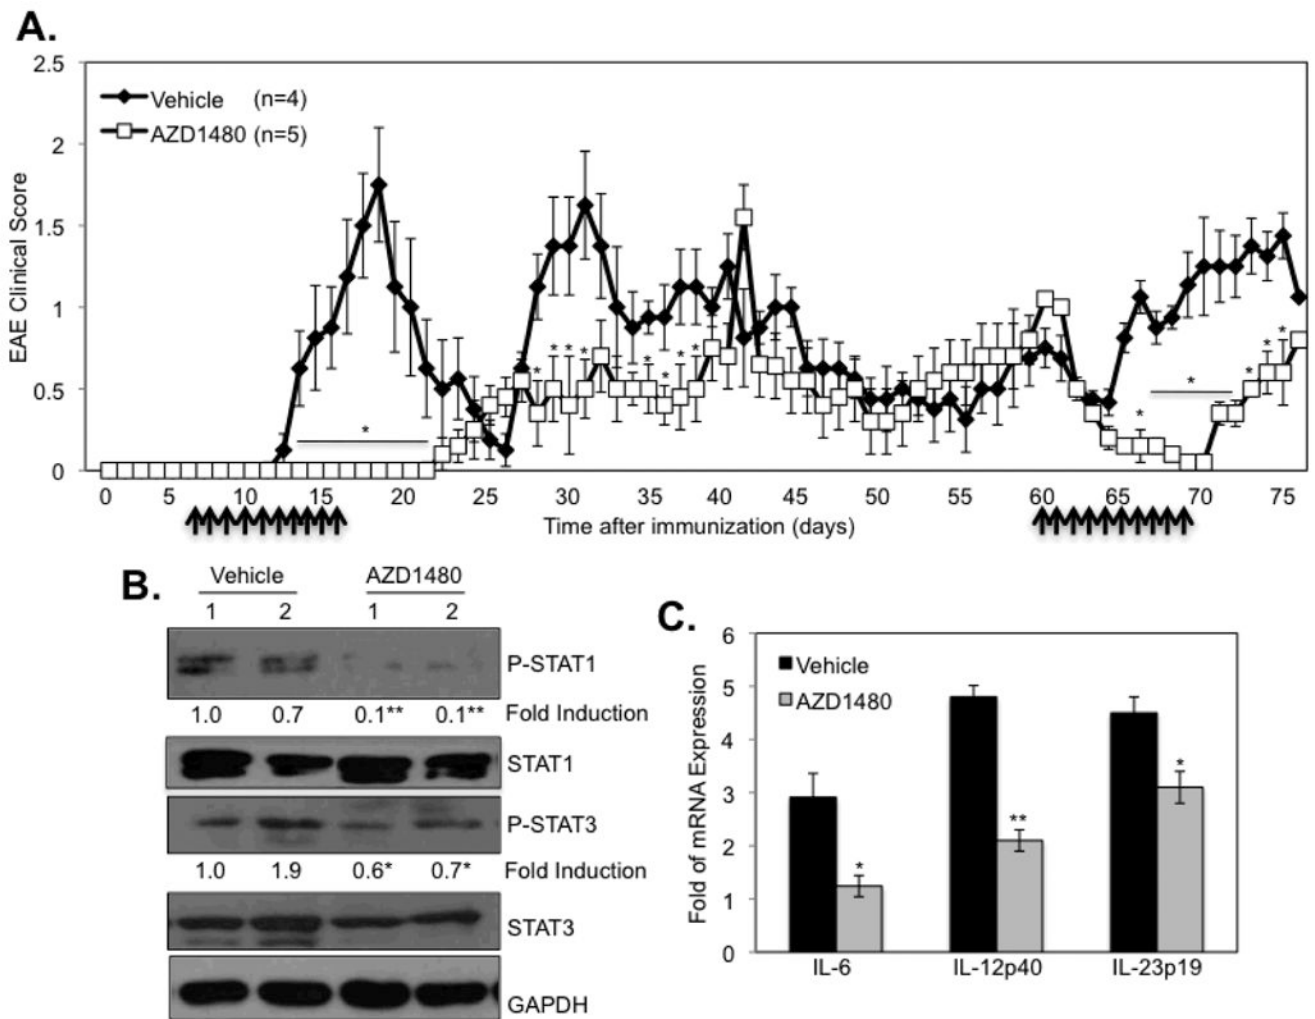 A.
2.5
2
1.5
1
0.5
0
EAE Clinical Score
Vehicle (n=4)
AZD1480 (n=5)
*
* * * * * * *
*
*
* * *
0 5 10 15 20 25 30 35 40 45 50 55 60 65 70 75
Time after immunization (days)
B.
Vehicle AZD1480
1 2 1 2
P-STAT1
1.0 0.7 0.1** 0.1** Fold Induction
STAT1
P-STAT3
1.0 1.9 0.6* 0.7* Fold Induction
STAT3
GAPDH
C.
6
5
4
3
2
1
0
Fold of mRNA Expression
Vehicle
AZD1480
*
**
*
IL-6 IL-12p40 IL-23p19